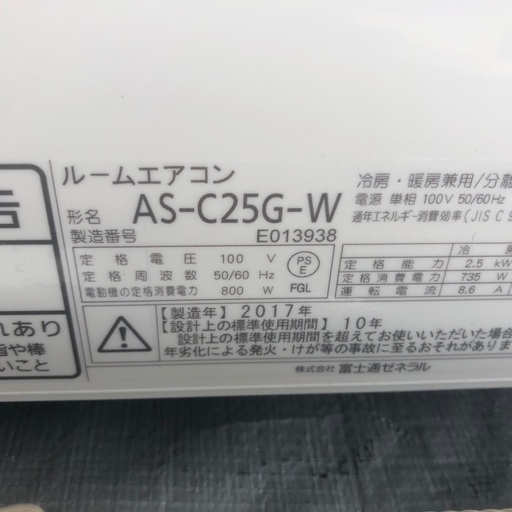 ルームエアコン
形名 AS-C25G-W
製造番号 E013938
冷房・暖房兼用/分離
電源 単相 100V 50/60Hz
通年エネルギー消費効率(JIS C 9
定格電圧 100 V
定格周波数 50/60 Hz
電動機の定格消費電力 800 W
PS
E
FGL
冷
定格能力 2.5 k
定格消費電力 735 W
運転電流 8.6 A
告
れあり
指や棒
いこと
【製造年】2017年
【設計上の標準使用期間】10年
設計上の標準使用期間を超えてお使いいただいた場合
年劣化による発火・けが等の事故に至るおそれがありま
株式会社 富士通ゼネラル